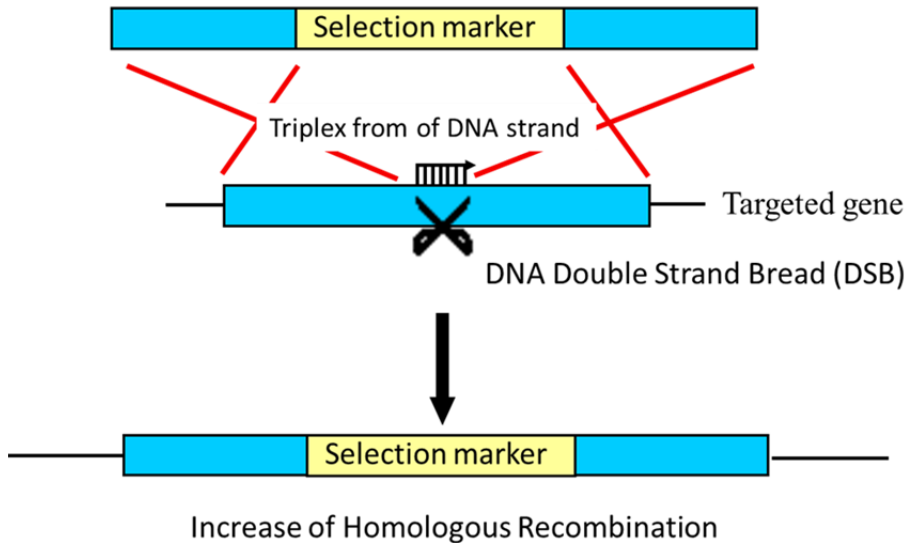 Selection marker
Triplex from of DNA strand
Targeted gene
DNA Double Strand Bread (DSB)
Selection marker
Increase of Homologous Recombination